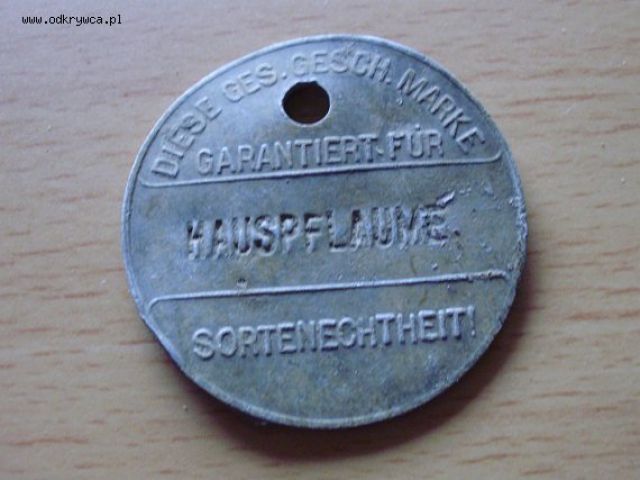 www.odkrywca.pl
DIESE GES. GESCH. MARKE
GARANTIERT FÜR
HAUSPFLAUME.
SORTENECHTHEIT!